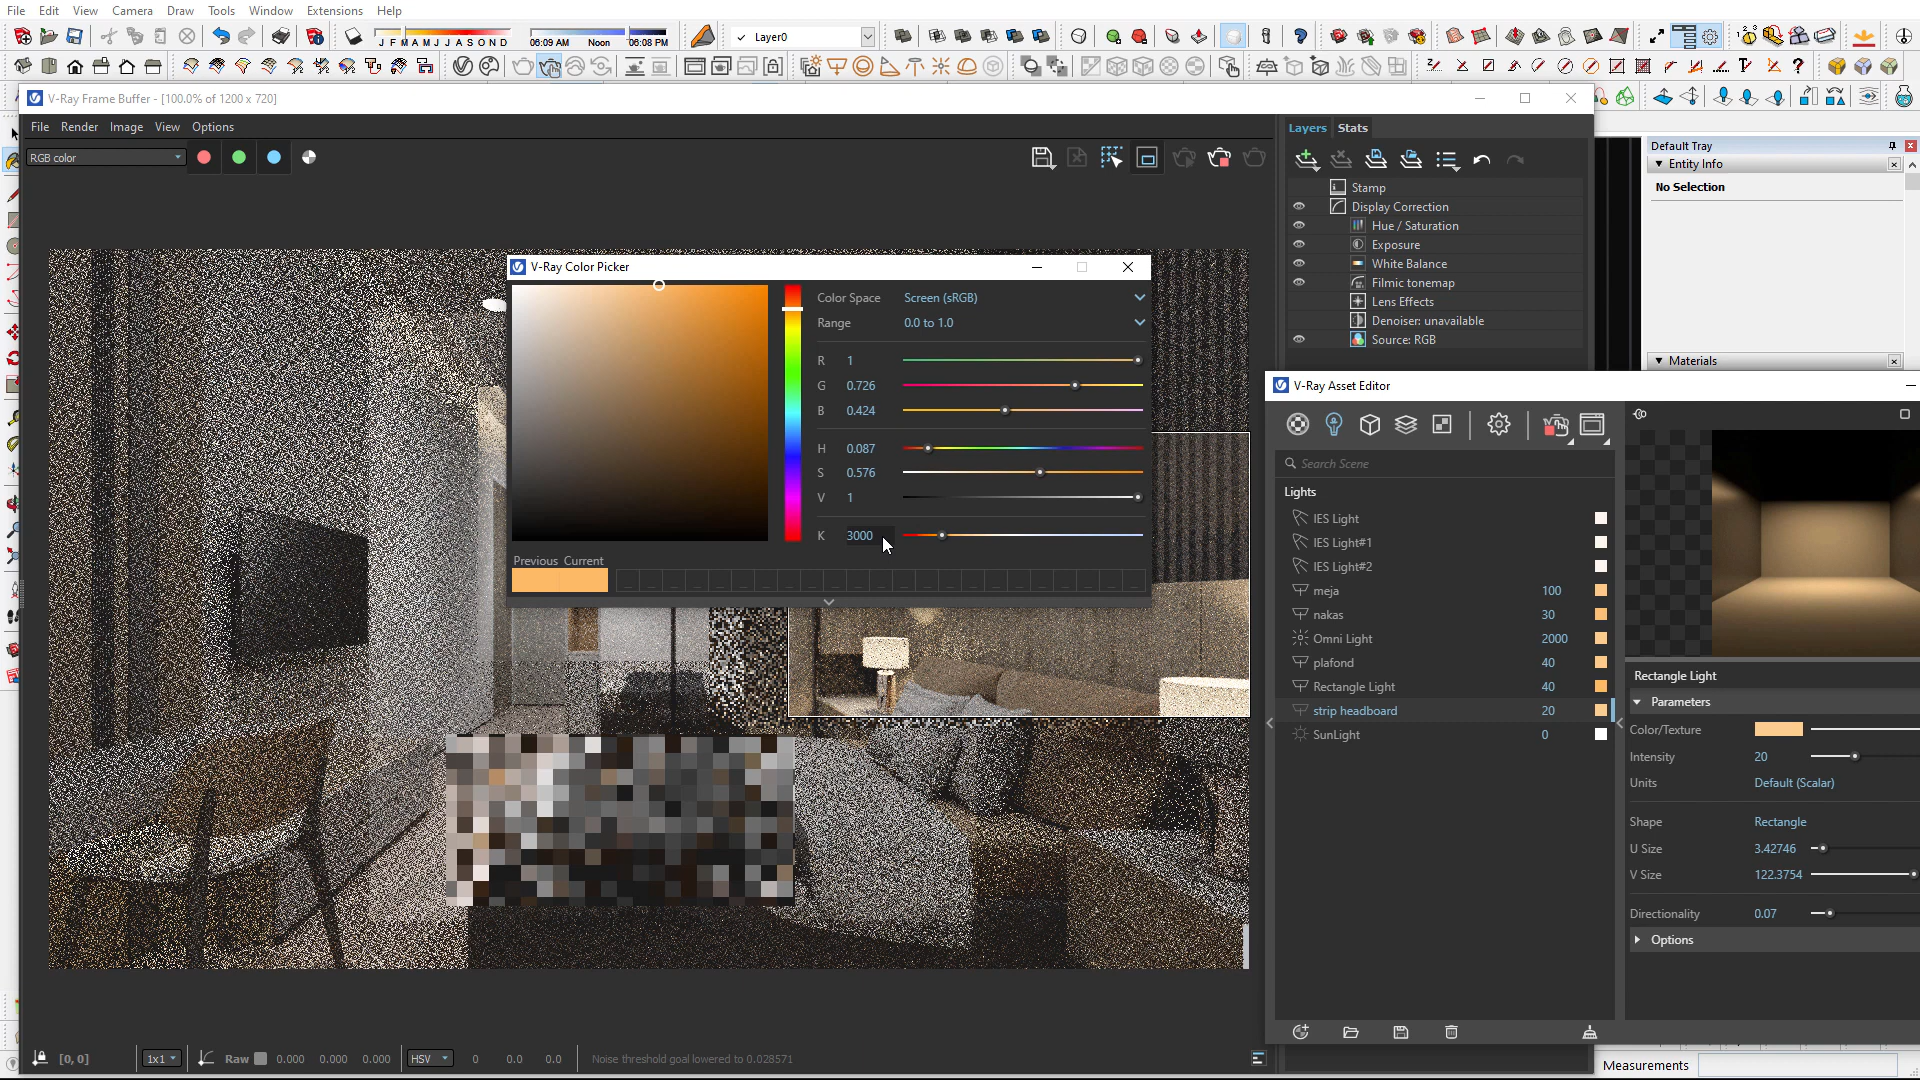 File Edit View Camera Draw Tools Window Extensions Help
J F M A M J J A S O N D
06:09 AM Noon 06:08 PM
Layer0
V-Ray Frame Buffer - [100.0% of 1200 x 720]
File Render Image View Options
RGB color
Layers Stats
Stamp
Display Correction
Hue / Saturation
Exposure
White Balance
Filmic tonemap
Lens Effects
Denoiser: unavailable
Source: RGB
Default Tray
Entity Info
No Selection
Materials
V-Ray Color Picker
Color Space Screen (sRGB)
Range 0.0 to 1.0
R 1
G 0.726
B 0.424
H 0.087
S 0.576
V 1
K 3000
Previous Current
V-Ray Asset Editor
Search Scene
Lights
IES Light
IES Light#1
IES Light#2
meja 100
nakas 30
Omni Light 2000
plafond 40
Rectangle Light 40
strip headboard 20
SunLight 0
Rectangle Light
Parameters
Color/Texture
Intensity 20
Units Default (Scalar)
Shape Rectangle
U Size 3.42746
V Size 122.3754
Directionality 0.07
Options
[0, 0] 1x1 Raw 0.000 0.000 0.000 HSV 0 0.0 0.0 Noise threshold goal lowered to 0.028571
Measurements